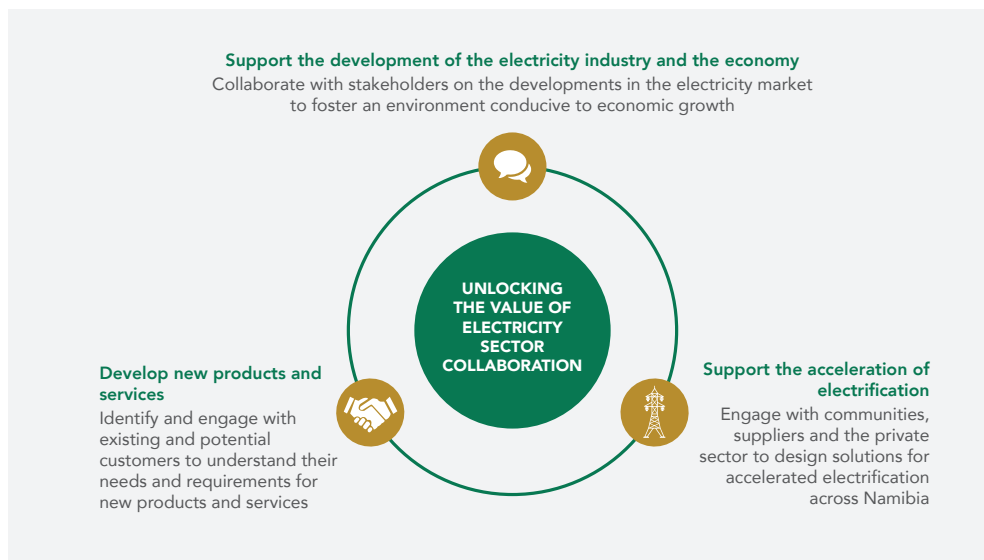 Support the development of the electricity industry and the economy
Collaborate with stakeholders on the developments in the electricity market
to foster an environment conducive to economic growth
UNLOCKING
THE VALUE OF
ELECTRICITY
SECTOR
COLLABORATION
Develop new products and
services
Identify and engage with
existing and potential
customers to understand their
needs and requirements for
new products and services
Support the acceleration of
electrification
Engage with communities,
suppliers and the private
sector to design solutions for
accelerated electrification
across Namibia